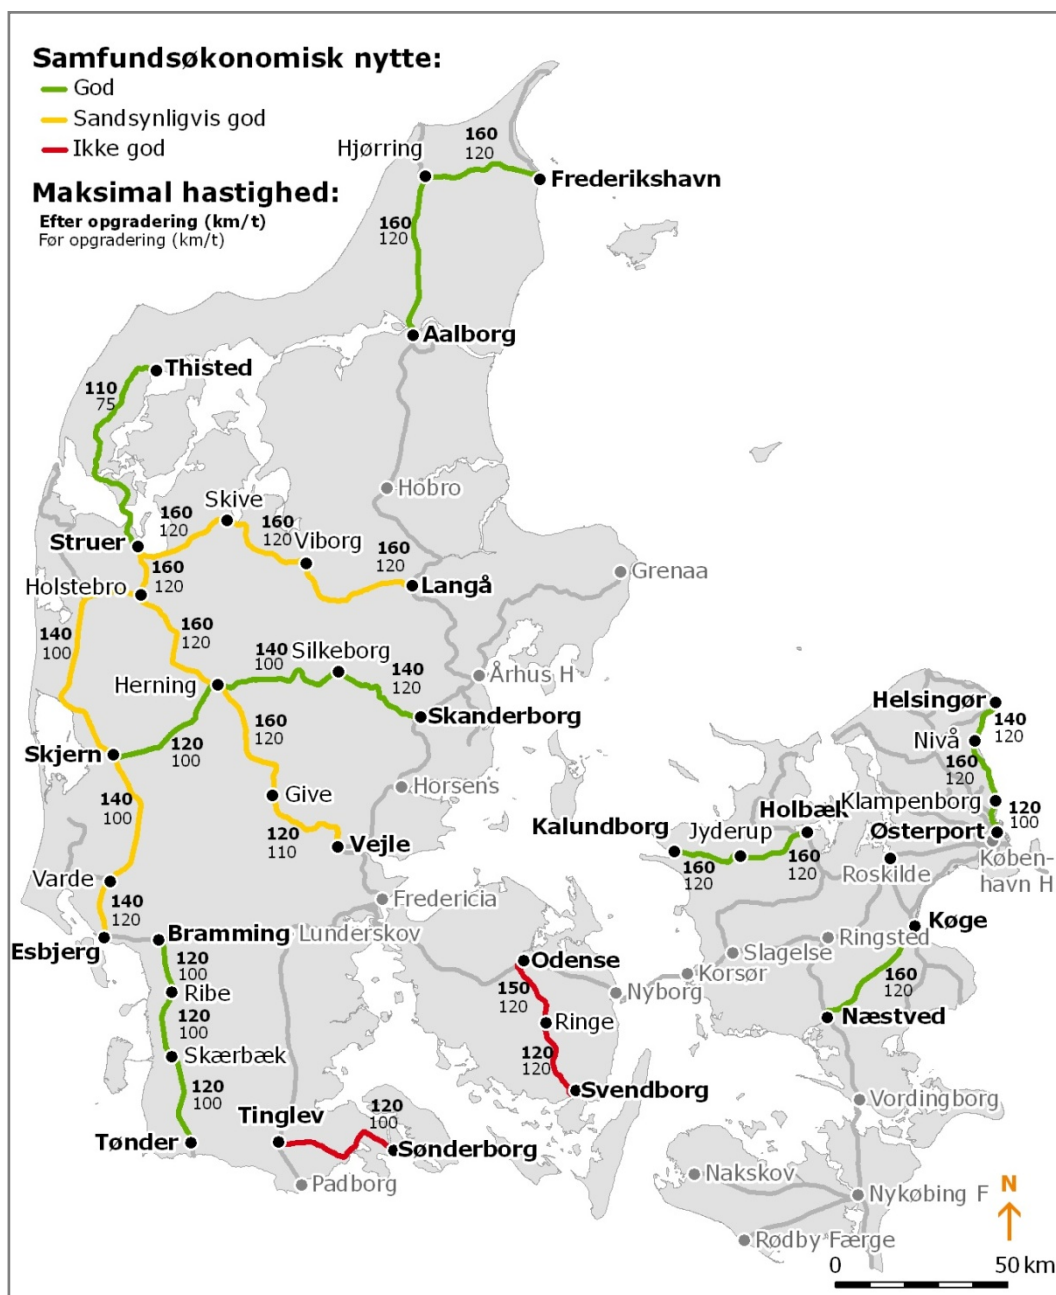 Samfundsøkonomisk nytte:
God
Sandsynligvis god
Ikke god
Maksimal hastighed:
Efter opgradering (km/t)
Før opgradering (km/t)
Hjørring
160
120
Frederikshavn
160
120
Aalborg
Thisted
110
75
Hobro
Skive
160
120
160
120
Viborg
Struer
160
120
Langå
Grenaa
Holstebro
160
120
140
100
160
120
140
100
Silkeborg
140
120
Århus H
Herning
Skanderborg
Helsingør
140
120
Nivå
160
120
Skjern
120
100
160
120
140
100
Give
Horsens
Klampenborg
120
100
Holbæk
Kalundborg
Jyderup
Østerport
160
120
160
120
Roskilde
Køben-
havn H
120
110
Vejle
Varde
140
120
Fredericia
Køge
Esbjerg
Bramming
Lunderskov
Ringsted
Slagelse
120
100
Odense
Korsør
160
120
Ribe
150
120
Nyborg
Ringe
Næstved
120
100
Skærbæk
120
120
Svendborg
120
100
Vordingborg
Tinglev
120
100
Tønder
Sønderborg
Padborg
Nakskov
Nykøbing F
N
Rødby Færge
0
50 km